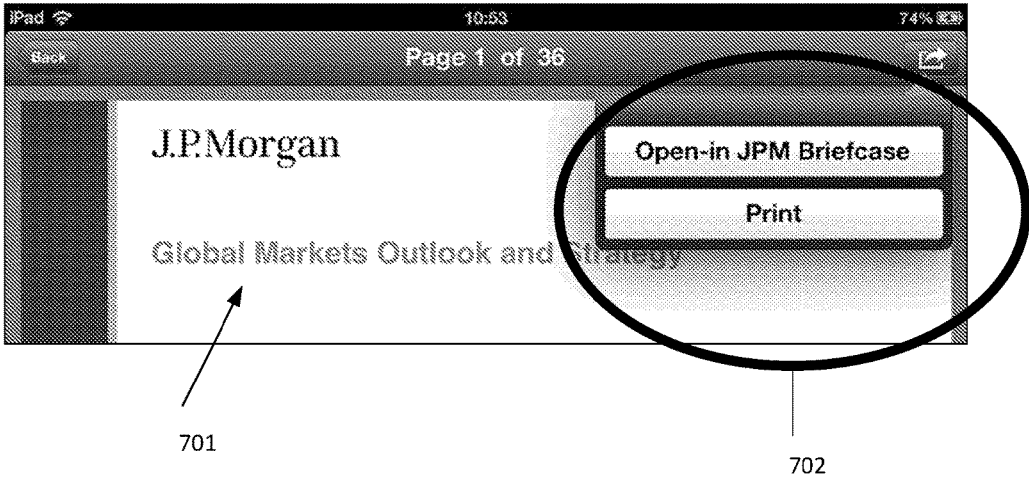 iPad 10:53 74%
Back Page 1 of 36
J.P.Morgan
Open-in JPM Briefcase
Print
Global Markets Outlook and Strategy
701
702